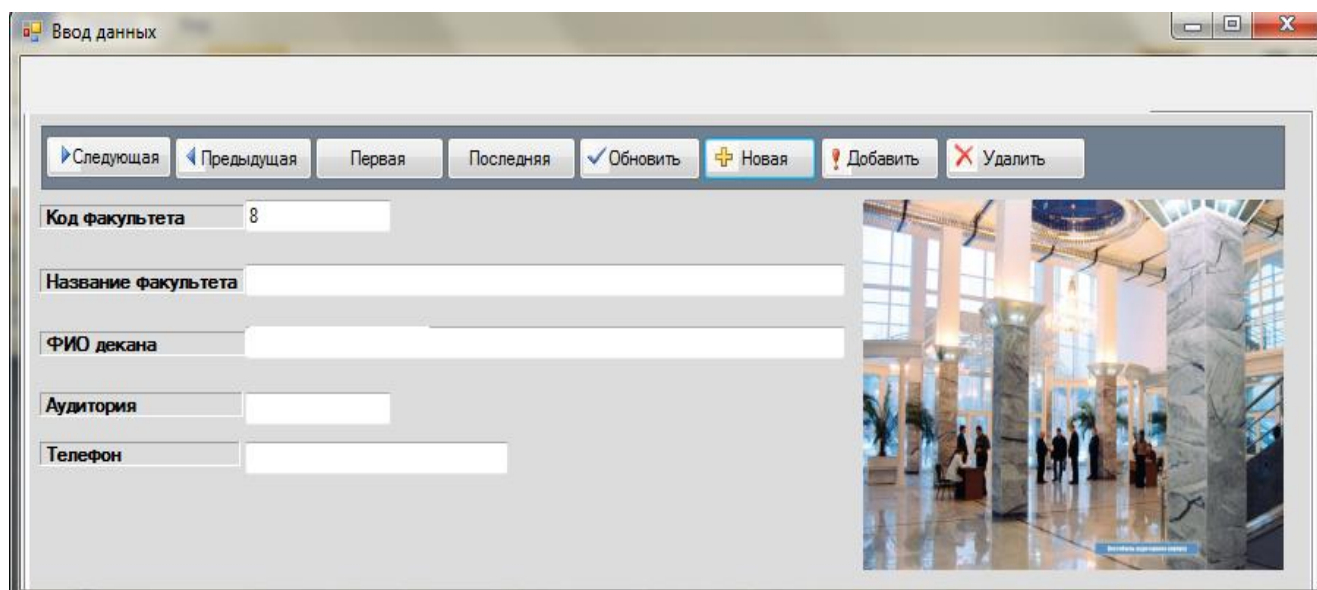 Ввод данных
Следующая Предыдущая Первая Последняя Обновить Новая Добавить Удалить
Код факультета 8
Название факультета
ФИО декана
Аудитория
Телефон